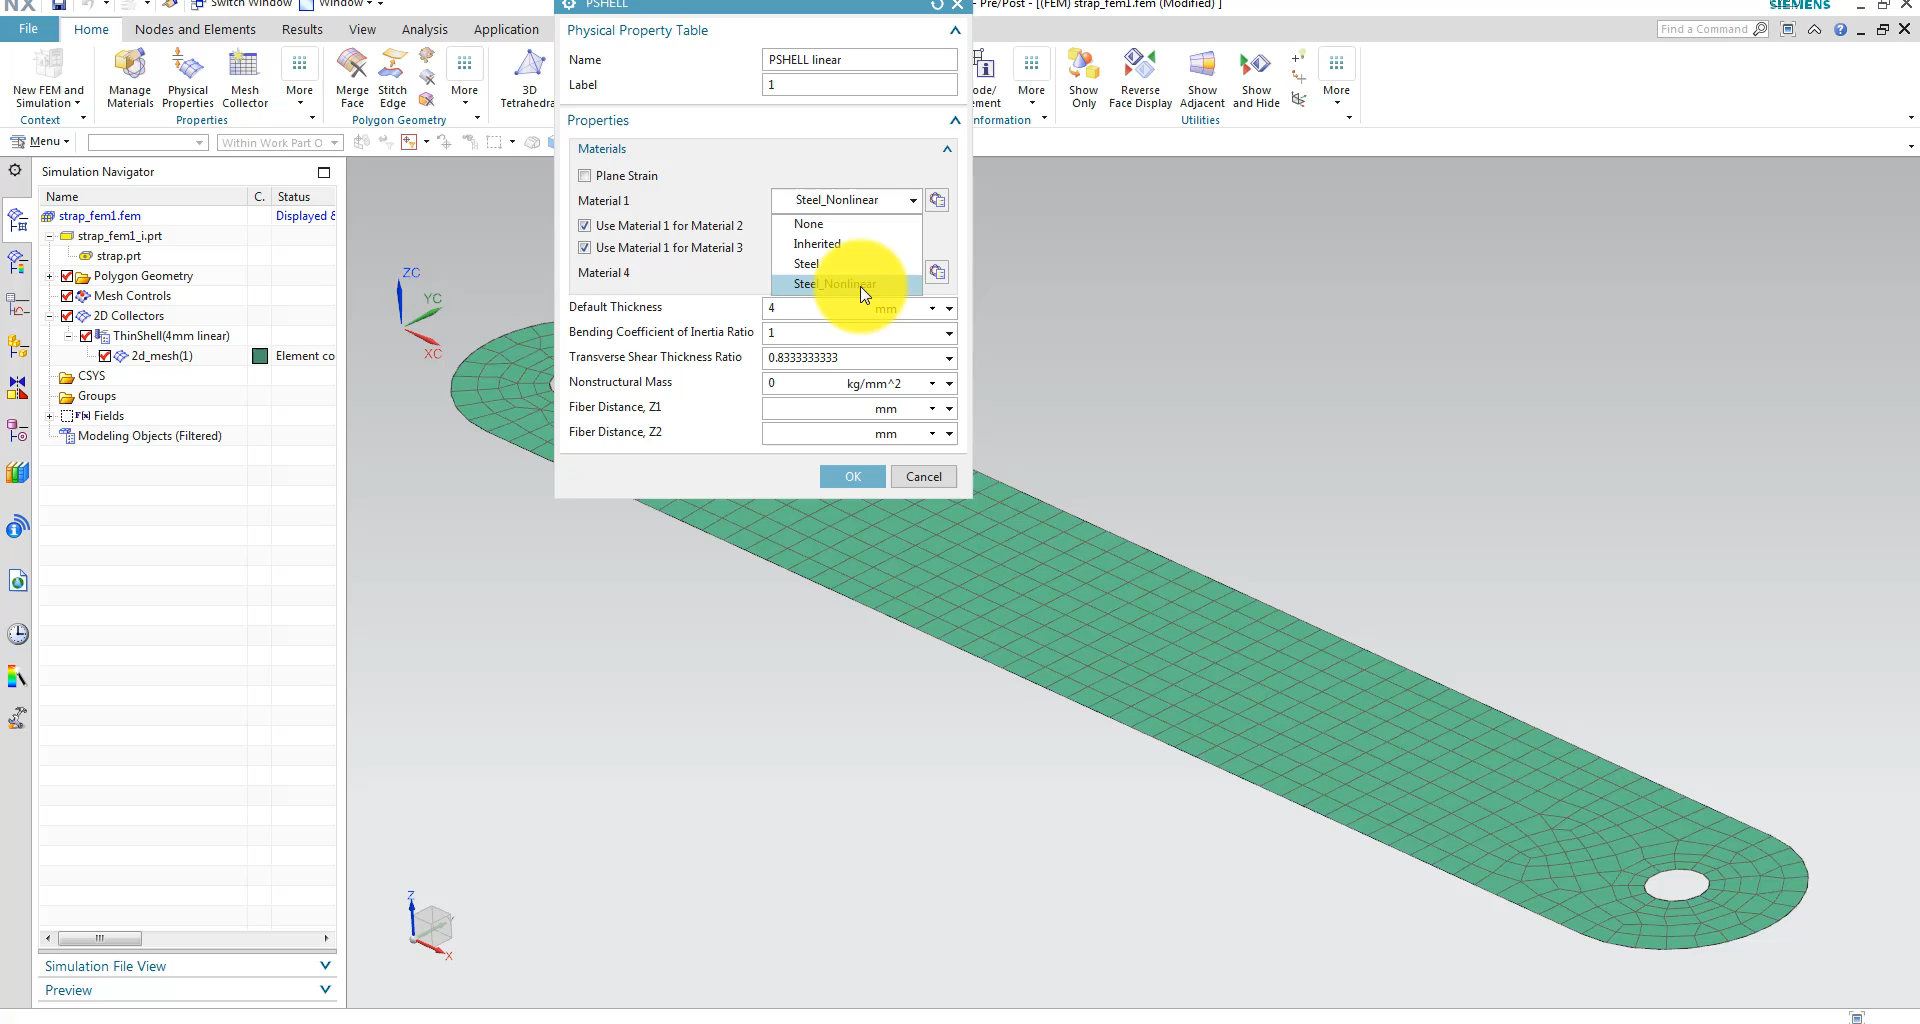 NX
Switch Window
Window
PSHELL
- Pre/Post - [(FEM) strap_fem1.fem (Modified) ]
SIEMENS
File
Home
Nodes and Elements
Results
View
Analysis
Application
Find a Command
New FEM and
Simulation
Context
Manage
Materials
Physical
Properties
Mesh
Collector
More
Properties
Merge
Face
Stitch
Edge
More
Polygon Geometry
3D
Tetrahedra
More
Show
Only
Reverse
Face Display
Show
Adjacent
Show
and Hide
More
Utilities
Menu
Within Work Part O
Physical Property Table
Name
PSHELL linear
Label
1
Properties
Materials
Plane Strain
Material 1
Steel_Nonlinear
None
Inherited
Steel
Steel_Nonlinear
Use Material 1 for Material 2
Use Material 1 for Material 3
Material 4
Default Thickness
4 mm
Bending Coefficient of Inertia Ratio
1
Transverse Shear Thickness Ratio
0.8333333333
Nonstructural Mass
0 kg/mm^2
Fiber Distance, Z1
mm
Fiber Distance, Z2
mm
OK
Cancel
Simulation Navigator
Name
C.
Status
strap_fem1.fem
Displayed &
strap_fem1_i.prt
strap.prt
Polygon Geometry
Mesh Controls
2D Collectors
ThinShell(4mm linear)
2d_mesh(1)
Element co
CSYS
Groups
Fields
Modeling Objects (Filtered)
Simulation File View
Preview
ZC
YC
XC
Z
X